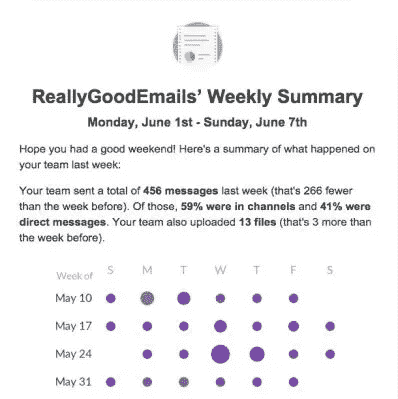 ReallyGoodEmails' Weekly Summary
Monday, June 1st - Sunday, June 7th
Hope you had a good weekend! Here's a summary of what happened on
your team last week:
Your team sent a total of 456 messages last week (that's 266 fewer
than the week before). Of those, 59% were in channels and 41% were
direct messages. Your team also uploaded 13 files (that's 3 more than
the week before).
Week of S M T W T F S
May 10
May 17
May 24
May 31